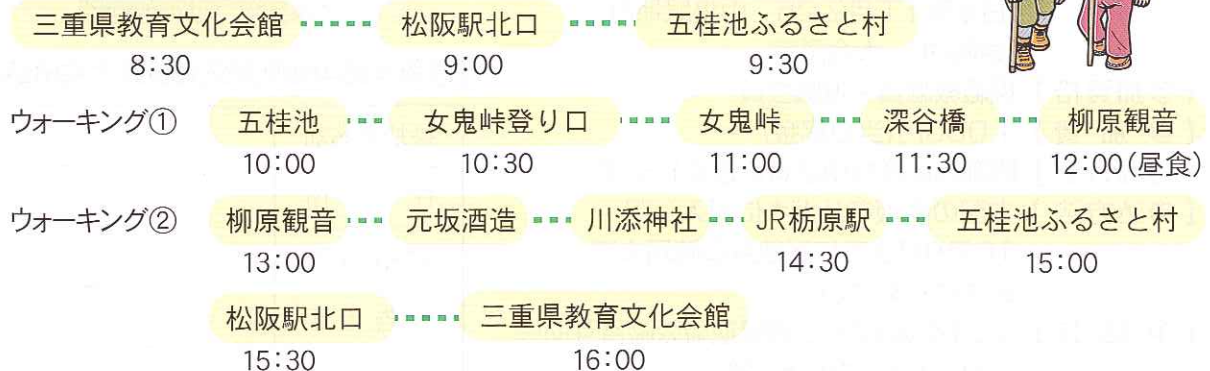 三重県教育文化会館 松阪駅北口 五桂池ふるさと村
8:30 9:00 9:30
ウォーキング① 五桂池 女鬼峠登り口 女鬼峠 深谷橋 柳原観音
10:00 10:30 11:00 11:30 12:00(昼食)
ウォーキング② 柳原観音 元坂酒造 川添神社 JR栃原駅 五桂池ふるさと村
13:00 14:30 15:00
松阪駅北口 三重県教育文化会館
15:30 16:00